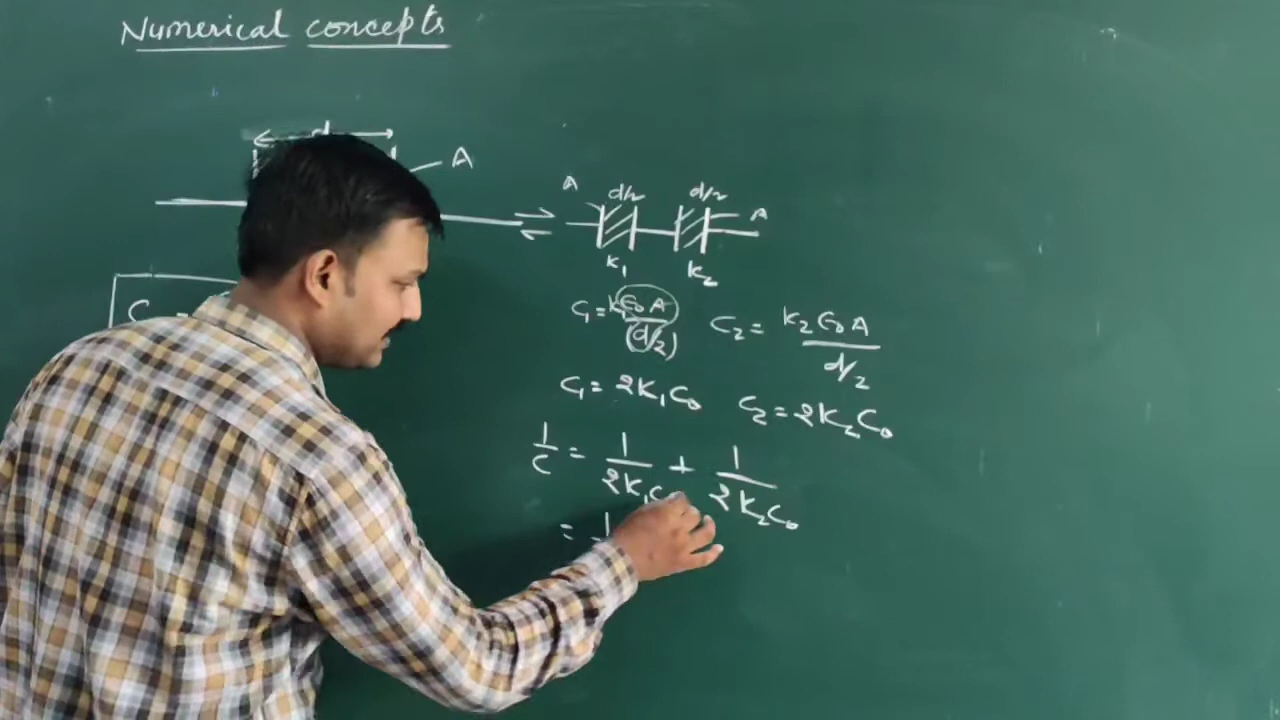 Numerical concepts
d
A
A d/2 d/2 A
K₁ K₂
C =
C₁ = K₁ε₀A/(d/2) C₂ = K₂ε₀A/d/2
C₁ = 2K₁C₀ C₂ = 2K₂C₀
1/C = 1/2K₁C + 1/2K₂C₀
= 1